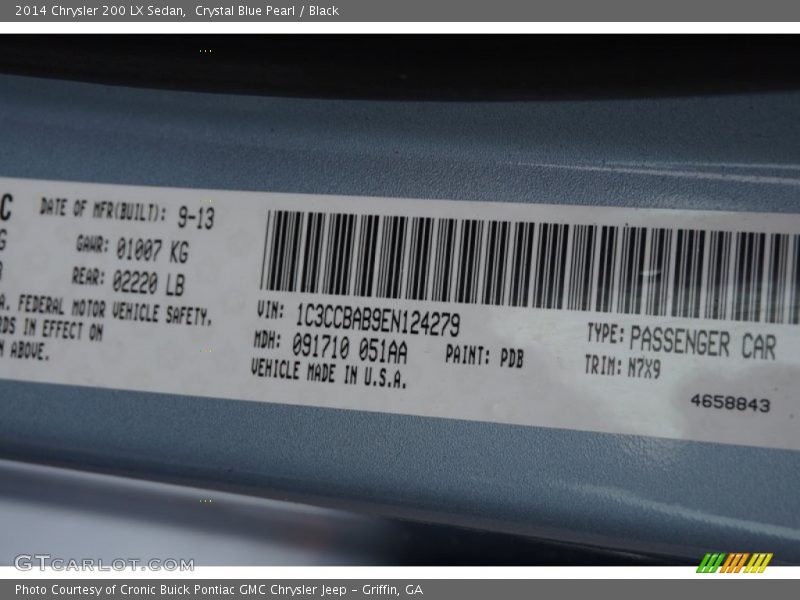 2014 Chrysler 200 LX Sedan,  Crystal Blue Pearl / Black
C
DATE OF MFR(BUILT): 9-13
G
GAWR: 01007 KG
REAR: 02220 LB
A. FEDERAL MOTOR VEHICLE SAFETY,
RDS IN EFFECT ON
N ABOVE.
VIN: 1C3CCBAB9EN124279
MDH: 091710 051AA
PAINT: PDB
VEHICLE MADE IN U.S.A.
TYPE: PASSENGER CAR
TRIM: N7X9
4658843
GTcarlot.com
Photo Courtesy of Cronic Buick Pontiac GMC Chrysler Jeep - Griffin, GA